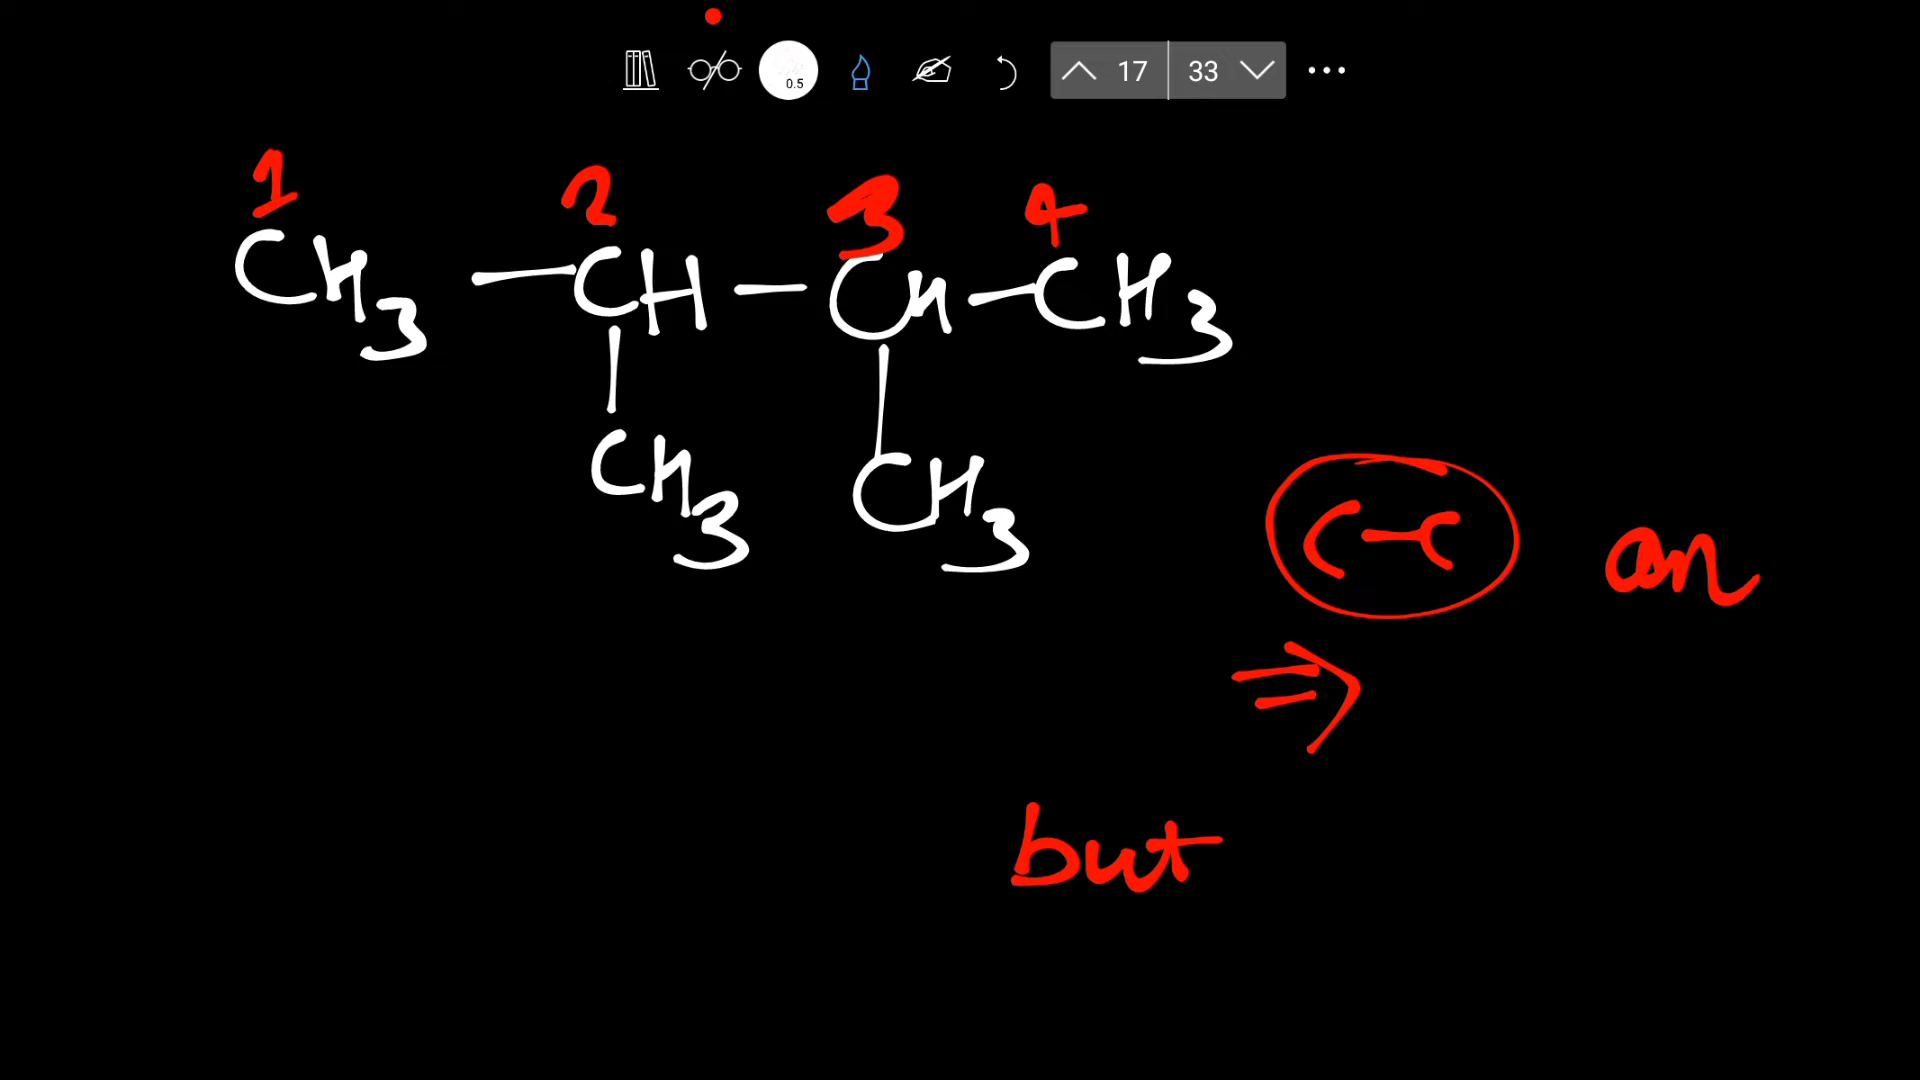 0.5 17 33
1 2 3 4
CH3 — CH — CH — CH3
CH3 CH3
C-C an
⇒
but